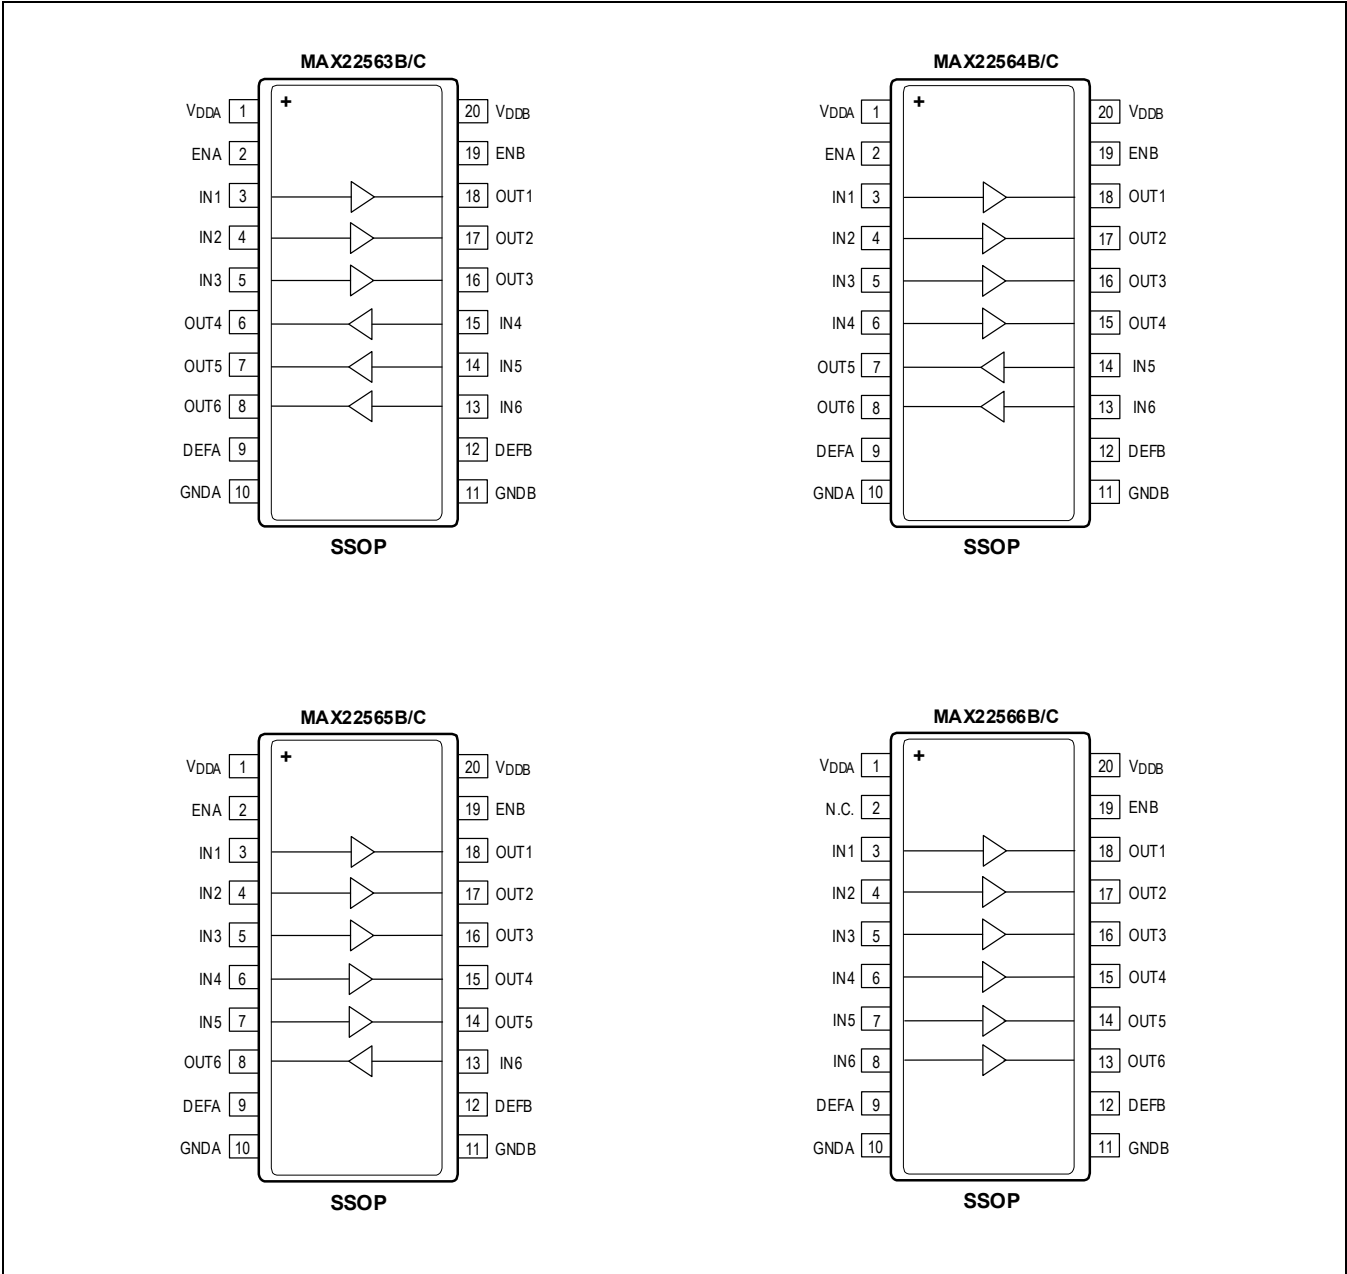 MAX22563B/C
VDDA 1 + 20 VDDB
ENA 2 19 ENB
IN1 3 18 OUT1
IN2 4 17 OUT2
IN3 5 16 OUT3
OUT4 6 15 IN4
OUT5 7 14 IN5
OUT6 8 13 IN6
DEFA 9 12 DEFB
GNDA 10 11 GNDB
SSOP
MAX22564B/C
VDDA 1 + 20 VDDB
ENA 2 19 ENB
IN1 3 18 OUT1
IN2 4 17 OUT2
IN3 5 16 OUT3
IN4 6 15 OUT4
OUT5 7 14 IN5
OUT6 8 13 IN6
DEFA 9 12 DEFB
GNDA 10 11 GNDB
SSOP
MAX22565B/C
VDDA 1 + 20 VDDB
ENA 2 19 ENB
IN1 3 18 OUT1
IN2 4 17 OUT2
IN3 5 16 OUT3
IN4 6 15 OUT4
IN5 7 14 OUT5
OUT6 8 13 IN6
DEFA 9 12 DEFB
GNDA 10 11 GNDB
SSOP
MAX22566B/C
VDDA 1 + 20 VDDB
N.C. 2 19 ENB
IN1 3 18 OUT1
IN2 4 17 OUT2
IN3 5 16 OUT3
IN4 6 15 OUT4
IN5 7 14 OUT5
IN6 8 13 OUT6
DEFA 9 12 DEFB
GNDA 10 11 GNDB
SSOP